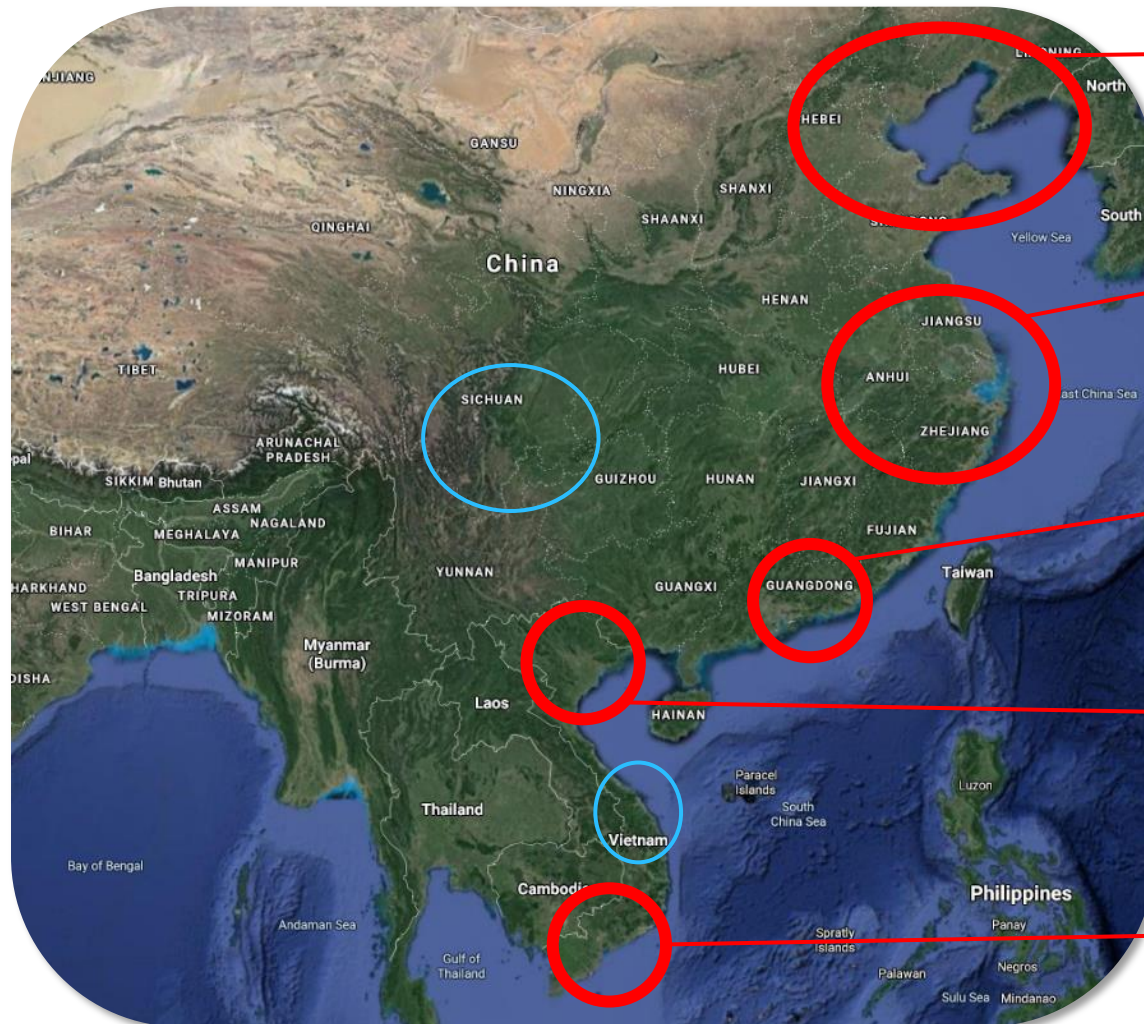 LIAONING
NJIANG
North
HEBEI
GANSU
NINGXIA
SHANXI
SHAANXI
South
QINGHAI
Yellow Sea
China
HENAN
JIANGSU
TIBET
HUBEI
ANHUI
ast China Sea
SICHUAN
ZHEJIANG
ARUNACHAL
PRADESH
pal
SIKKIM Bhutan
GUIZHOU
HUNAN
JIANGXI
ASSAM
NAGALAND
BIHAR
MEGHALAYA
FUJIAN
MANIPUR
YUNNAN
Taiwan
Bangladesh
HARKHAND
TRIPURA
GUANGXI
GUANGDONG
WEST BENGAL
MIZORAM
Myanmar
(Burma)
DISHA
Laos
HAINAN
Paracel
Islands
Luzon
Thailand
South
China Sea
Vietnam
Bay of Bengal
Cambodia
Philippines
Andaman Sea
Panay
Spratly
Islands
Gulf of
Thailand
Negros
Palawan
Sulu Sea
Mindanao